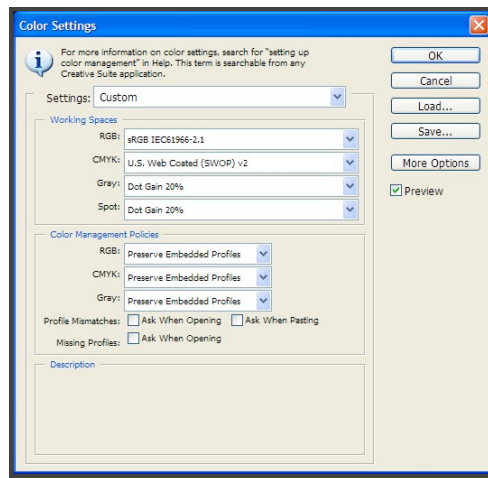 Color Settings
For more information on color settings, search for "setting up
color management" in Help. This term is searchable from any
Creative Suite application.
OK
Cancel
Load...
Save...
More Options
Preview
Settings: Custom
Working Spaces
RGB: sRGB IEC61966-2.1
CMYK: U.S. Web Coated (SWOP) v2
Gray: Dot Gain 20%
Spot: Dot Gain 20%
Color Management Policies
RGB: Preserve Embedded Profiles
CMYK: Preserve Embedded Profiles
Gray: Preserve Embedded Profiles
Profile Mismatches: Ask When Opening Ask When Pasting
Missing Profiles: Ask When Opening
Description